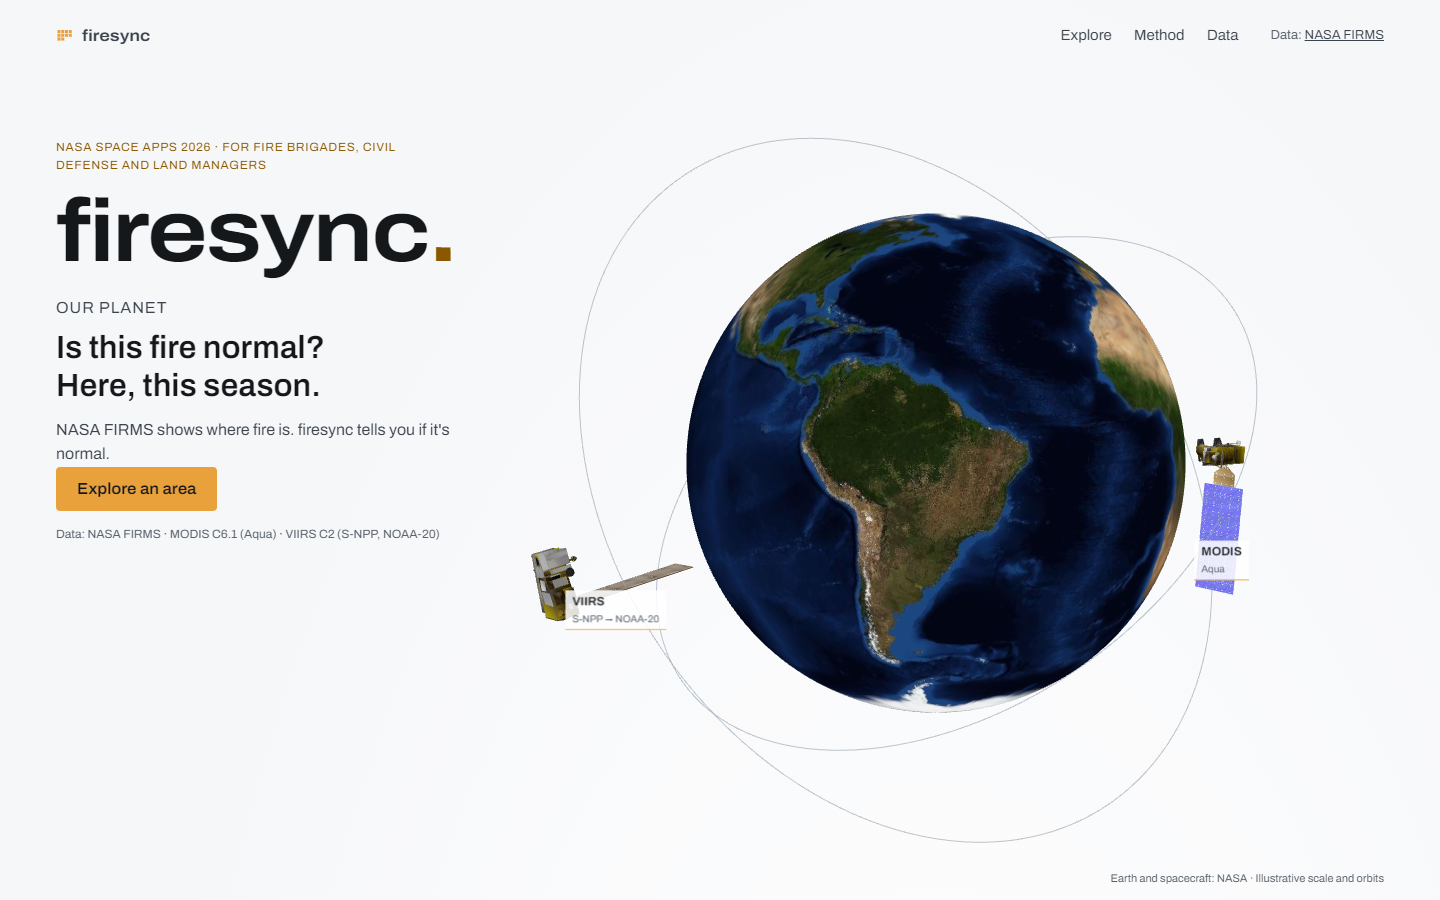 firesync
Explore Method Data Data: NASA FIRMS
NASA SPACE APPS 2026 · FOR FIRE BRIGADES, CIVIL
DEFENSE AND LAND MANAGERS
firesync.
OUR PLANET
Is this fire normal?
Here, this season.
NASA FIRMS shows where fire is. firesync tells you if it's
normal.
Explore an area
Data: NASA FIRMS · MODIS C6.1 (Aqua) · VIIRS C2 (S-NPP, NOAA-20)
MODIS
Aqua
VIIRS
S-NPP → NOAA-20
Earth and spacecraft: NASA · Illustrative scale and orbits